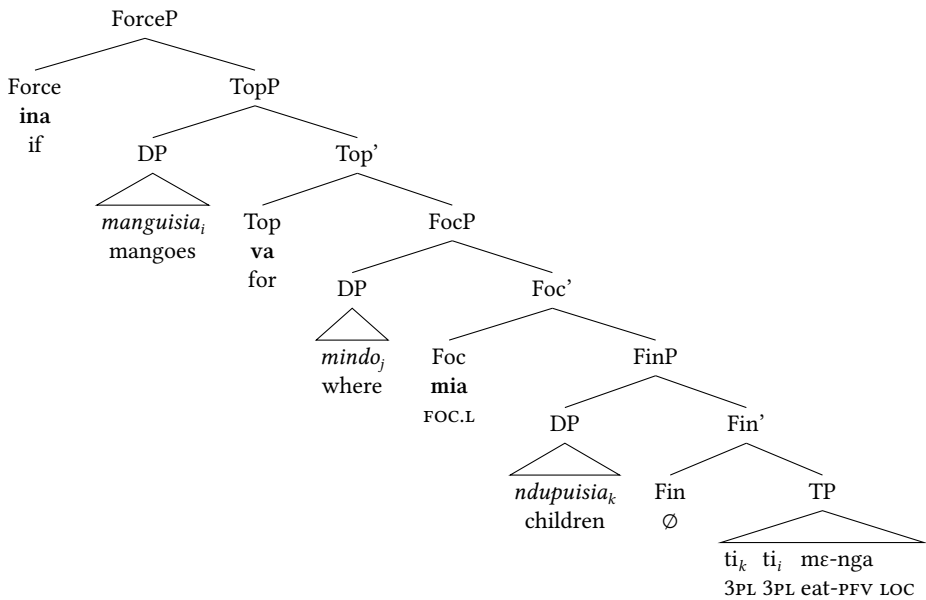 ForceP
Force TopP
ina
if
DP Top’
manguisiaᵢ Top FocP
mangoes va
for
DP Foc’
mindoⱼ Foc FinP
where mia
FOC.L
DP Fin’
ndupuisiaₖ Fin TP
children ∅
tiₖ tiᵢ mɛ-nga
3PL 3PL eat-PFV LOC